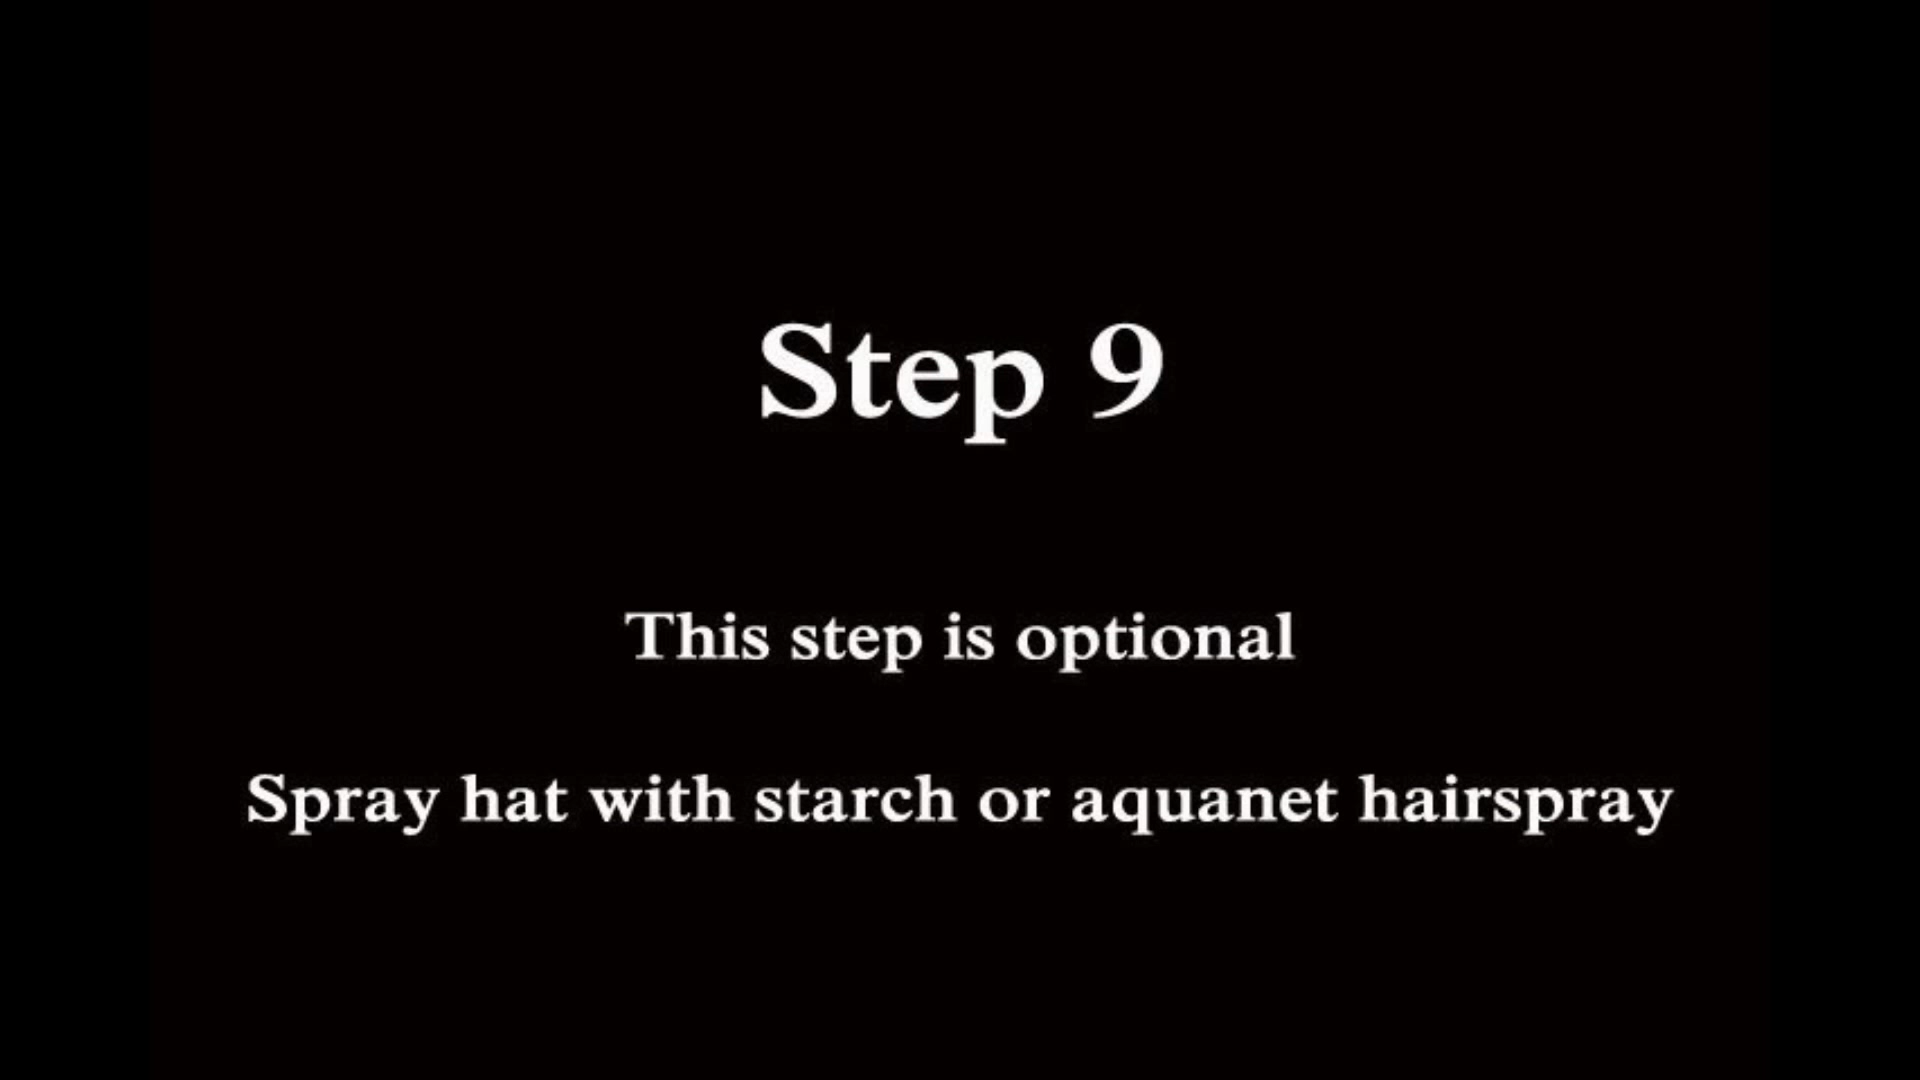 Step 9
This step is optional
Spray hat with starch or aquanet hairspray